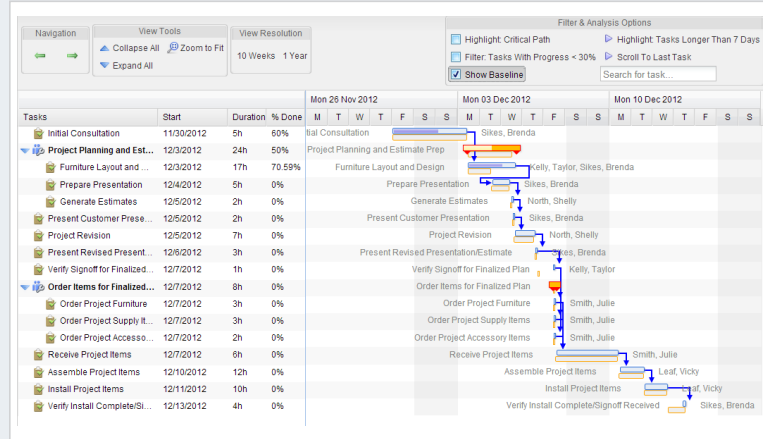 Navigation
View Tools
Collapse All Zoom to Fit
Expand All
View Resolution
10 Weeks 1 Year
Filter & Analysis Options
Highlight: Critical Path Highlight: Tasks Longer Than 7 Days
Filter: Tasks With Progress < 30% Scroll To Last Task
Show Baseline Search for task...
Mon 26 Nov 2012 Mon 03 Dec 2012 Mon 10 Dec 2012
Tasks Start Duration % Done M T W T F S S M T W T F S S M T W T F S S
Initial Consultation 11/30/2012 5h 60% tial Consultation Sikes, Brenda
Project Planning and Est... 12/3/2012 24h 50% Project Planning and Estimate Prep
Furniture Layout and ... 12/3/2012 17h 70.59% Furniture Layout and Design Kelly, Taylor, Sikes, Brenda
Prepare Presentation 12/4/2012 5h 0% Prepare Presentation Sikes, Brenda
Generate Estimates 12/5/2012 2h 0% Generate Estimates North, Shelly
Present Customer Prese... 12/5/2012 2h 0% Present Customer Presentation Sikes, Brenda
Project Revision 12/5/2012 7h 0% Project Revision North, Shelly
Present Revised Present... 12/6/2012 3h 0% Present Revised Presentation/Estimate Sikes, Brenda
Verify Signoff for Finalized... 12/7/2012 1h 0% Verify Signoff for Finalized Plan Kelly, Taylor
Order Items for Finalized... 12/7/2012 8h 0% Order Items for Finalized Plan
Order Project Furniture 12/7/2012 3h 0% Order Project Furniture Smith, Julie
Order Project Supply It... 12/7/2012 3h 0% Order Project Supply Items Smith, Julie
Order Project Accesso... 12/7/2012 2h 0% Order Project Accessory Items Smith, Julie
Receive Project Items 12/7/2012 6h 0% Receive Project Items Smith, Julie
Assemble Project Items 12/10/2012 12h 0% Assemble Project Items Leaf, Vicky
Install Project Items 12/11/2012 10h 0% Install Project Items Leaf, Vicky
Verify Install Complete/Si... 12/13/2012 4h 0% Verify Install Complete/Signoff Received Sikes, Brenda